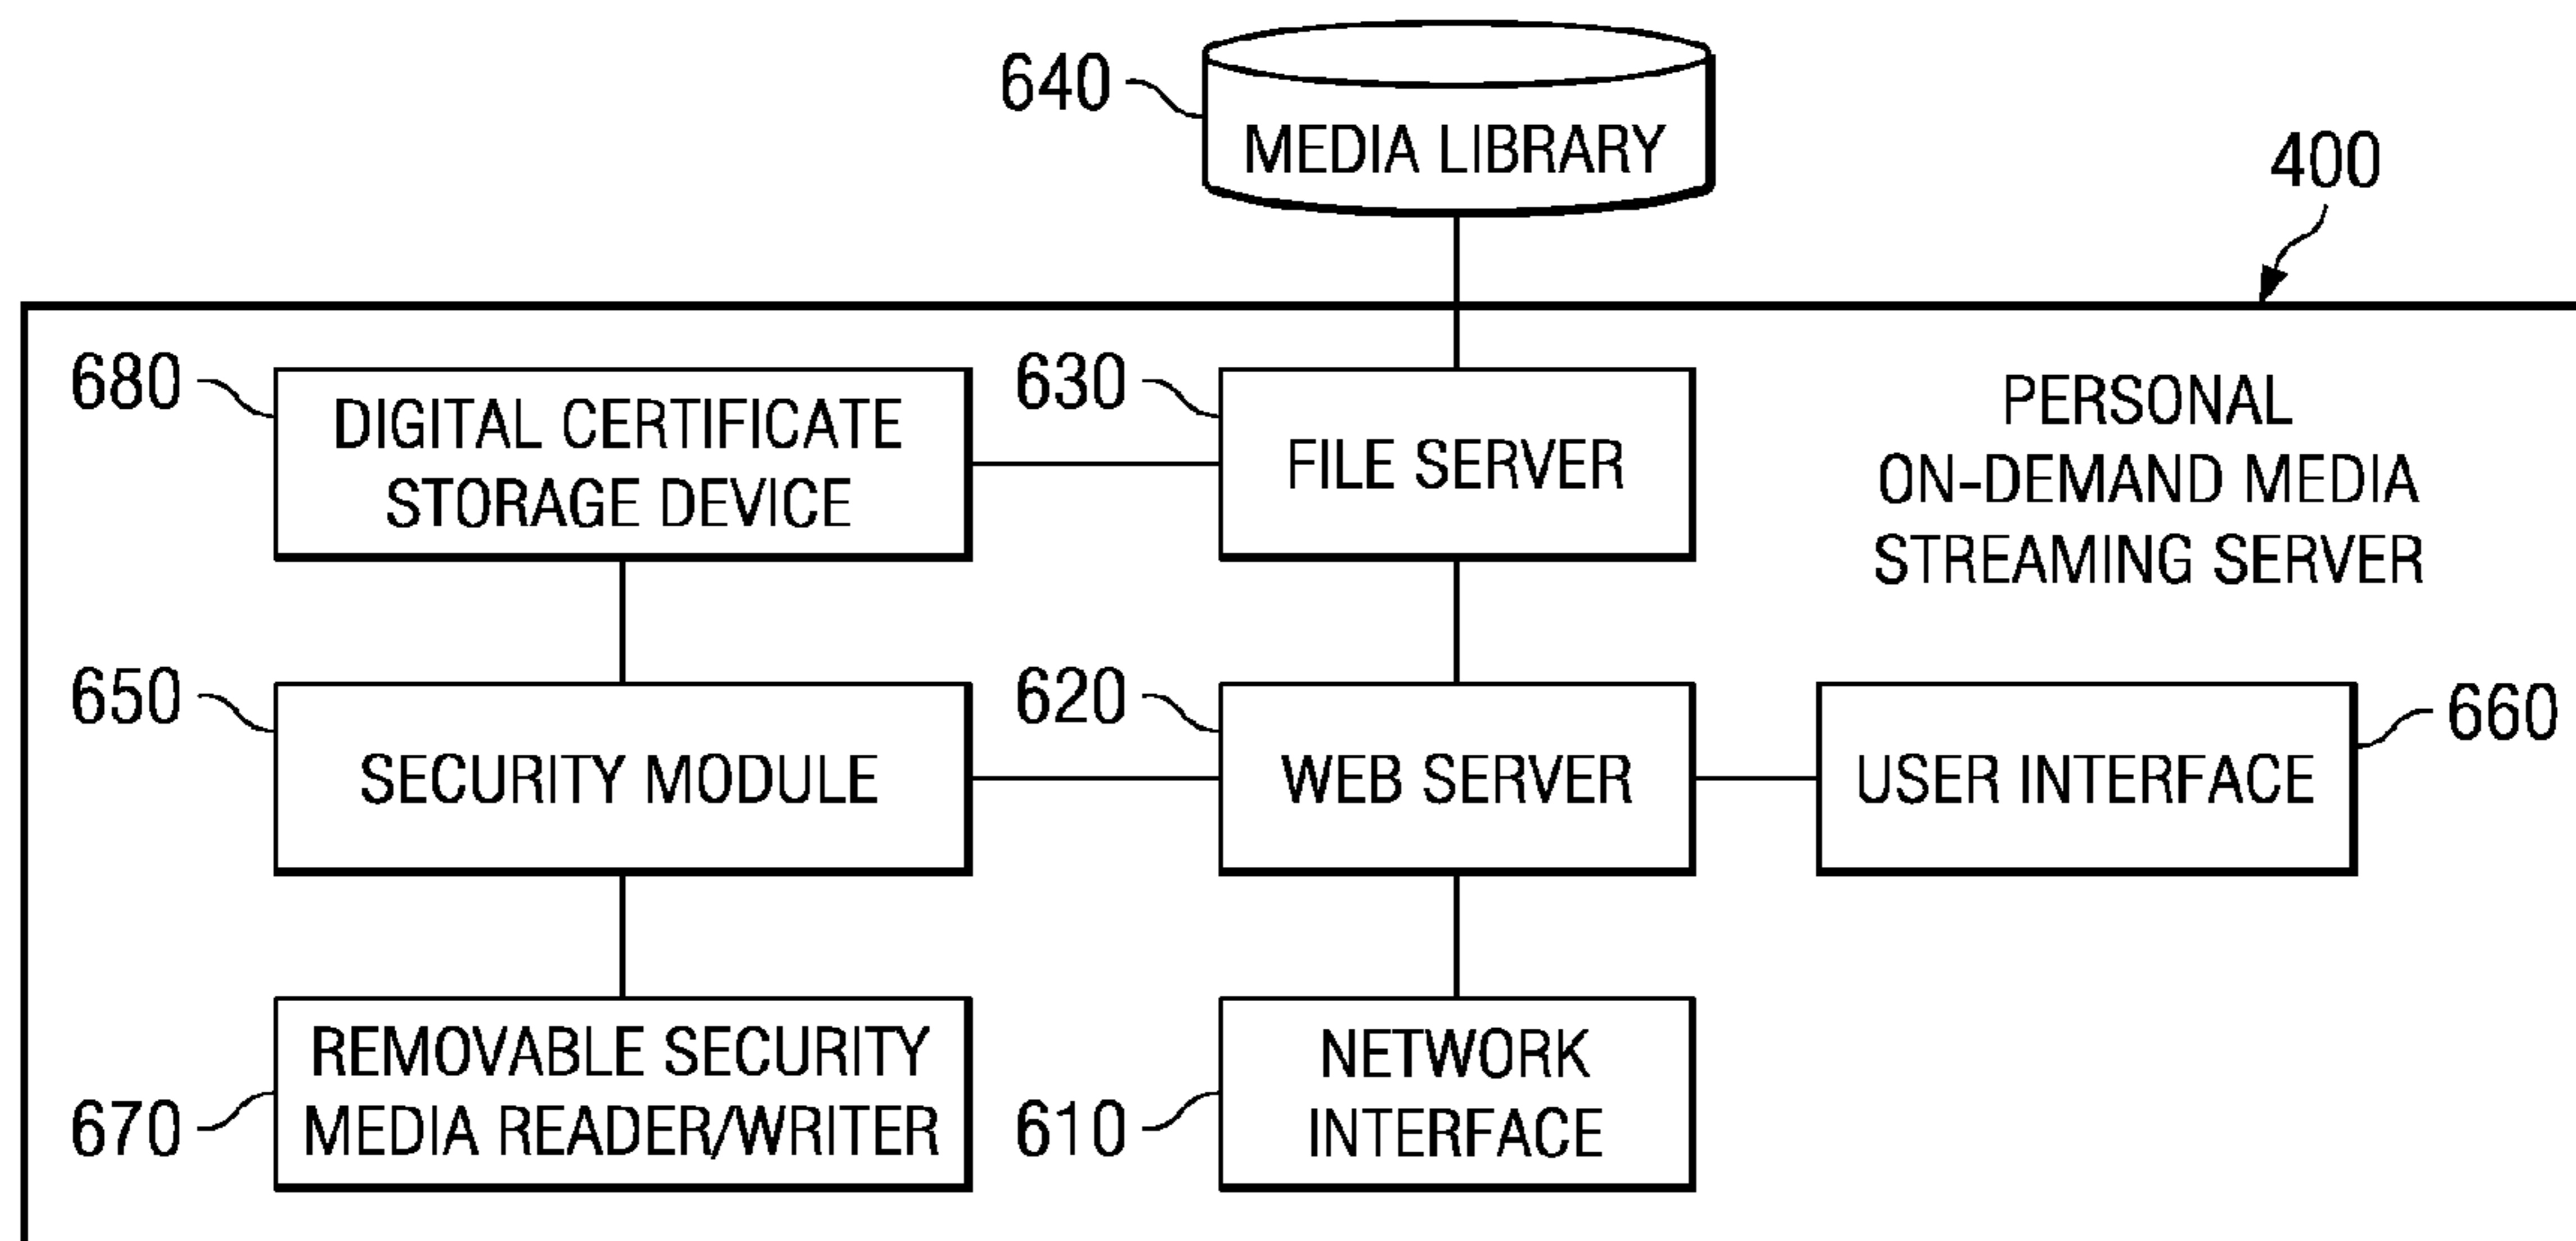 640
MEDIA LIBRARY
400
680
DIGITAL CERTIFICATE
STORAGE DEVICE
630
FILE SERVER
PERSONAL
ON-DEMAND MEDIA
STREAMING SERVER
650
SECURITY MODULE
620
WEB SERVER
USER INTERFACE
660
REMOVABLE SECURITY
MEDIA READER/WRITER
670
NETWORK
INTERFACE
610